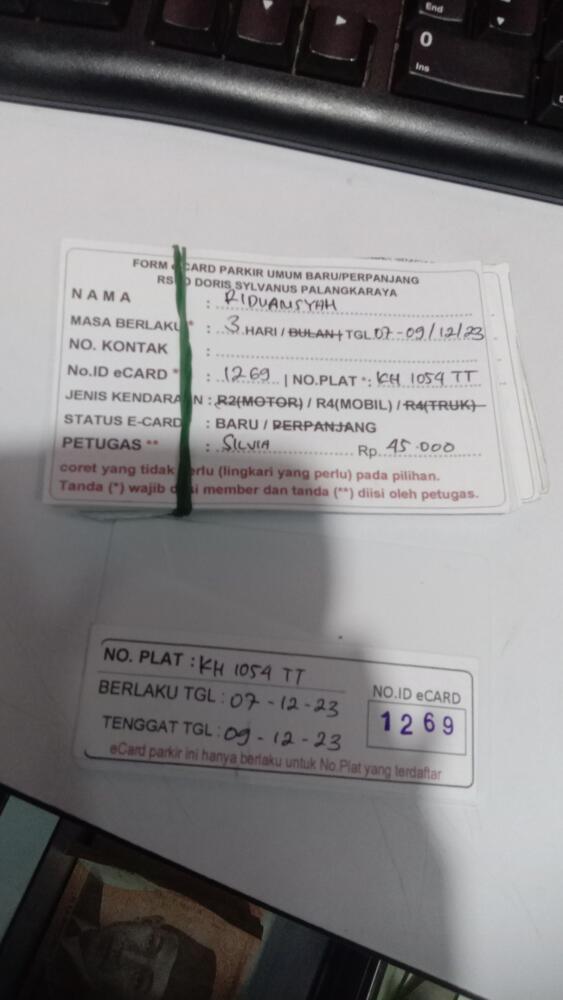 End
0
Ins
FORM eCARD PARKIR UMUM BARU/PERPANJANG
RSUD DORIS SYLVANUS PALANGKARAYA
NAMA : RIDUANSYAH
MASA BERLAKU * : 3 HARI / BULAN | TGL 07-09/12/23
NO. KONTAK :
No.ID eCARD * : 1269 | NO.PLAT * : KH 1054 TT
JENIS KENDARAAN : R2(MOTOR) / R4(MOBIL) / R4(TRUK)
STATUS E-CARD : BARU / PERPANJANG
PETUGAS ** : SILVIA Rp. 45.000
coret yang tidak perlu (lingkari yang perlu) pada pilihan.
Tanda (*) wajib diisi member dan tanda (**) diisi oleh petugas.
NO. PLAT : KH 1054 TT
BERLAKU TGL : 07-12-23
TENGGAT TGL : 09-12-23
NO.ID eCARD
1269
eCard parkir ini hanya berlaku untuk No.Plat yang terdaftar